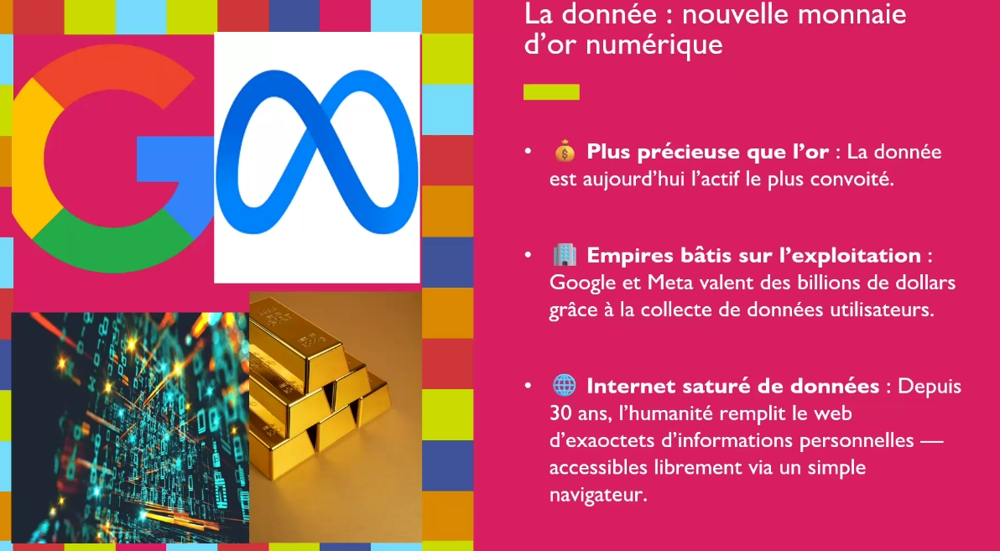 La donnée : nouvelle monnaie
d’or numérique
• 💰 Plus précieuse que l’or : La donnée
est aujourd’hui l’actif le plus convoité.
• 🏢 Empires bâtis sur l’exploitation :
Google et Meta valent des billions de dollars
grâce à la collecte de données utilisateurs.
• 🌐 Internet saturé de données : Depuis
30 ans, l’humanité remplit le web
d’exaoctets d’informations personnelles —
accessibles librement via un simple
navigateur.